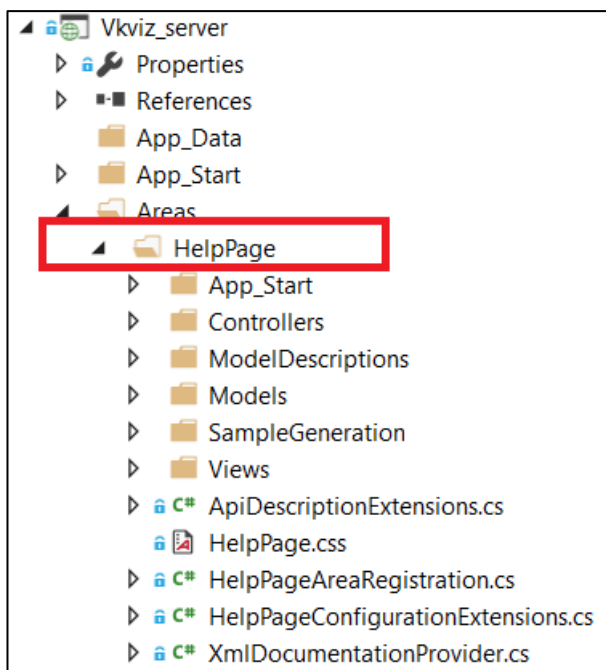 Vkviz_server
Properties
References
App_Data
App_Start
Areas
HelpPage
App_Start
Controllers
ModelDescriptions
Models
SampleGeneration
Views
C# ApiDescriptionExtensions.cs
HelpPage.css
C# HelpPageAreaRegistration.cs
C# HelpPageConfigurationExtensions.cs
C# XmlDocumentationProvider.cs